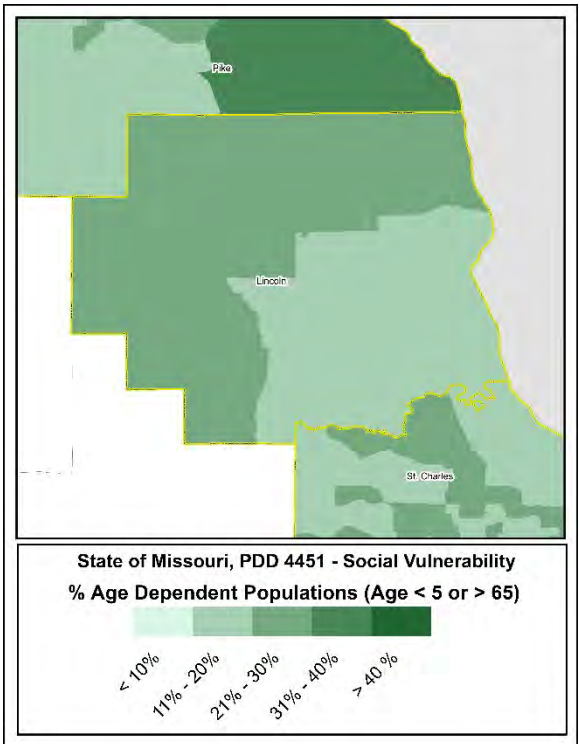 Pike
Lincoln
St. Charles
State of Missouri, PDD 4451 - Social Vulnerability
% Age Dependent Populations (Age < 5 or > 65)
< 10%
11% - 20%
21% - 30%
31% - 40%
> 40 %